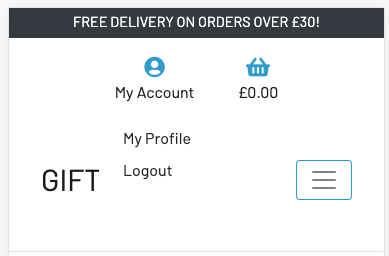 FREE DELIVERY ON ORDERS OVER £30!
My Account
£0.00
My Profile
Logout
GIFT